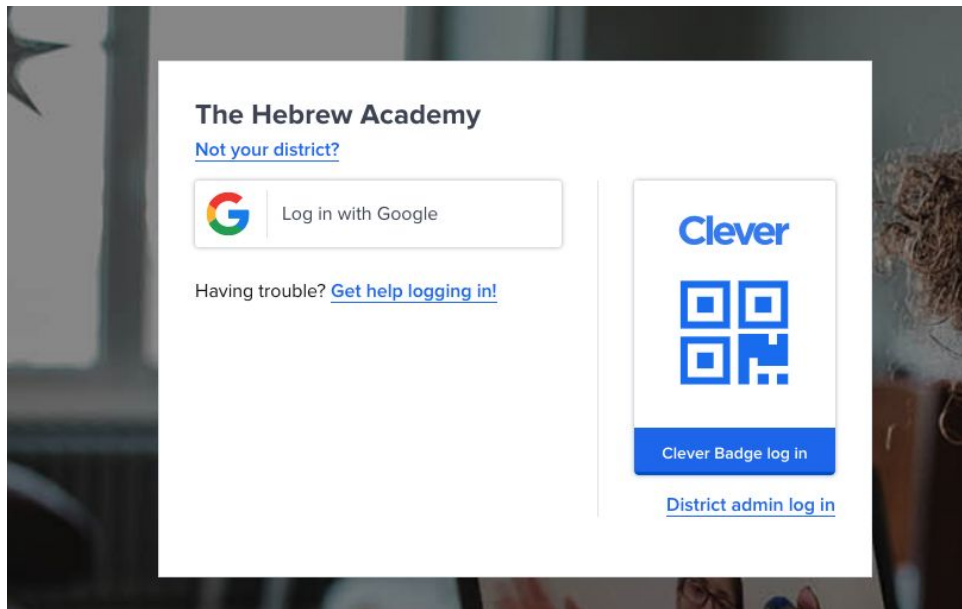 The Hebrew Academy
Not your district?
Log in with Google
Having trouble? Get help logging in!
Clever
Clever Badge log in
District admin log in